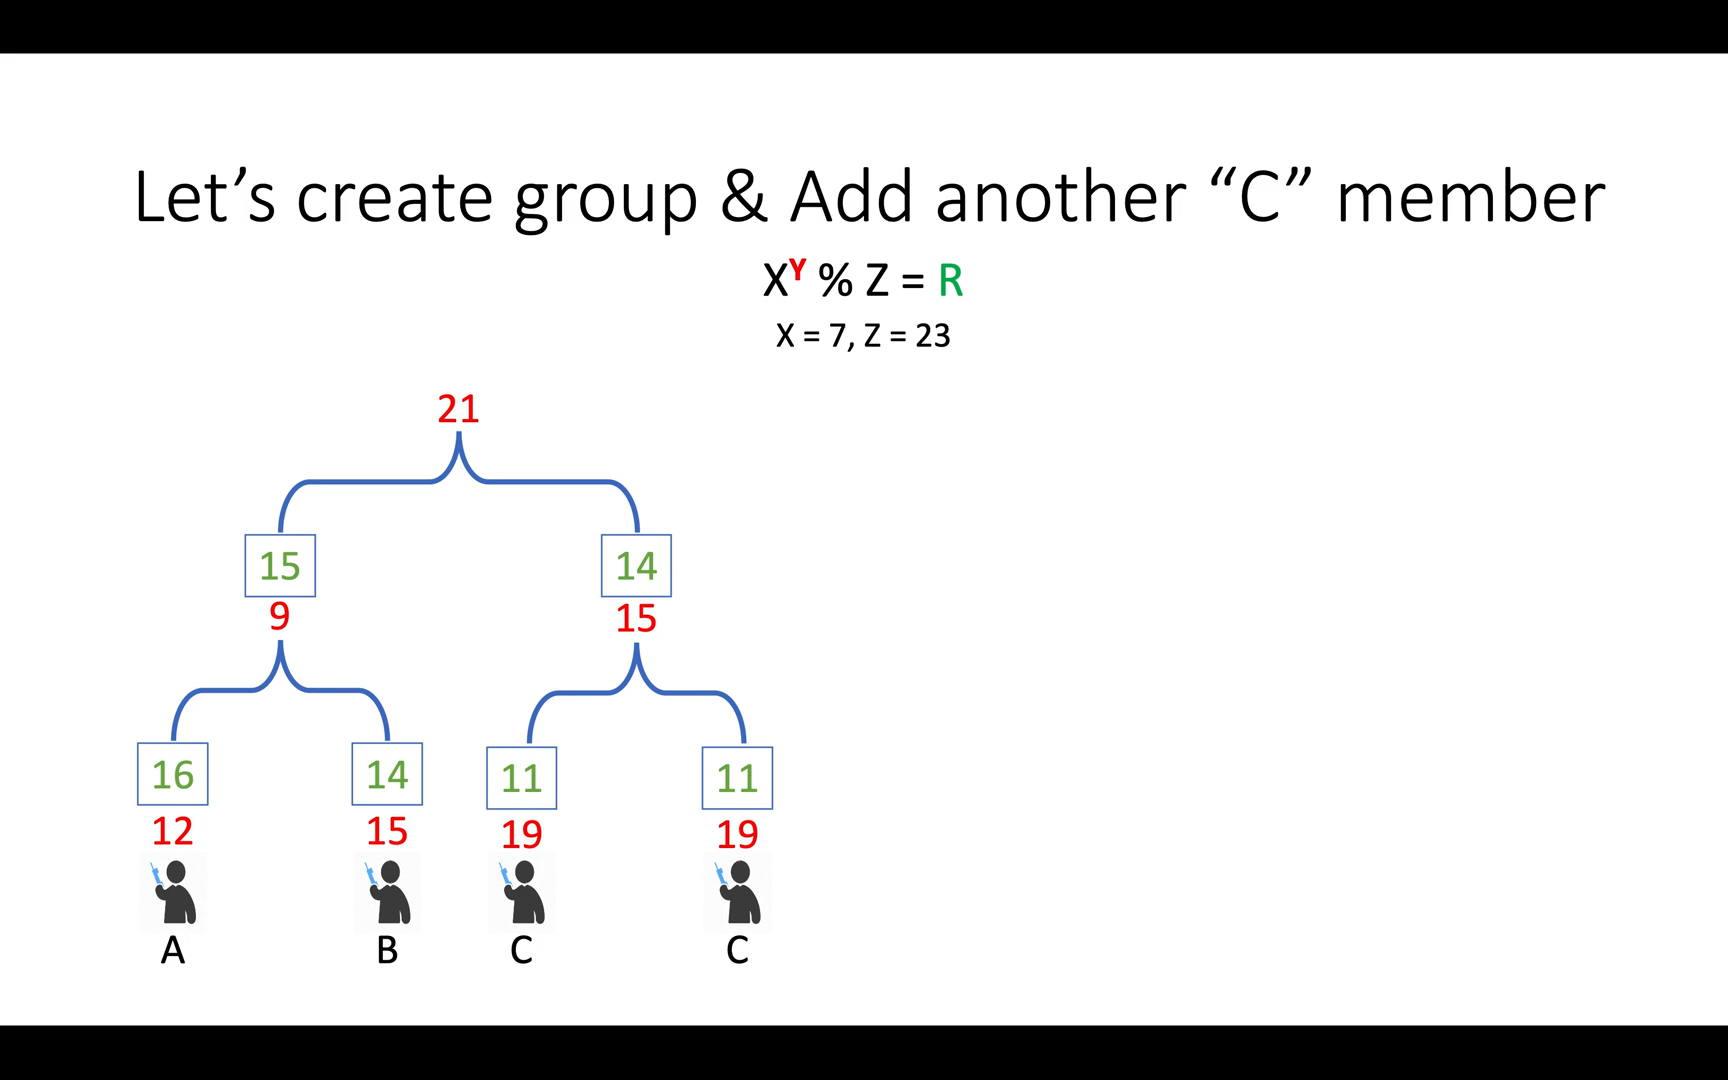 Let’s create group & Add another “C” member
Xʸ % Z = R
X = 7, Z = 23
21
15 14
9 15
16 14 11 11
12 15 19 19
A B C C